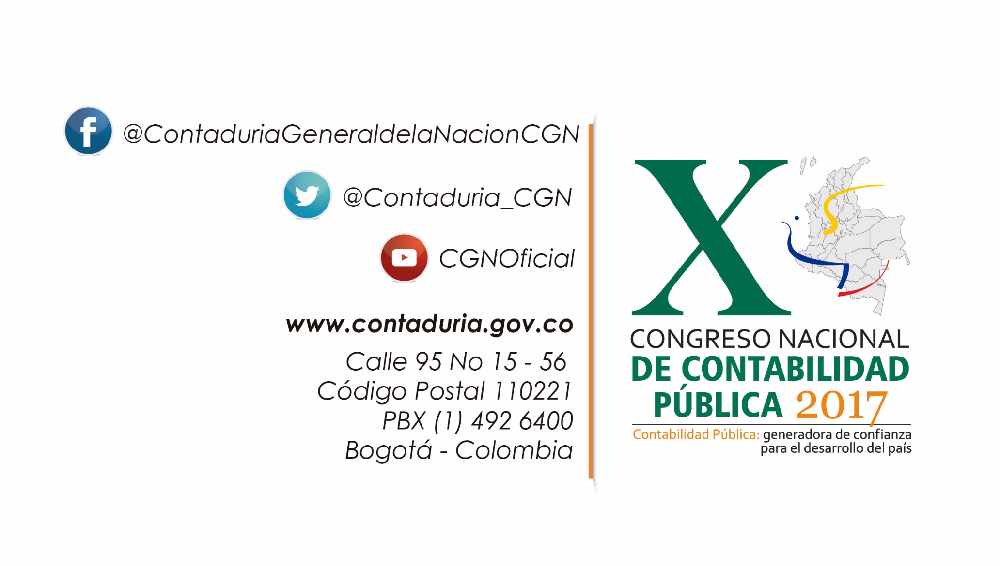 @ContaduriaGeneraldelaNacionCGN
@Contaduria_CGN
CGNOficial
www.contaduria.gov.co
Calle 95 No 15 - 56
Código Postal 110221
PBX (1) 492 6400
Bogotá - Colombia
X
CONGRESO NACIONAL
DE CONTABILIDAD
PÚBLICA 2017
Contabilidad Pública: generadora de confianza
para el desarrollo del país